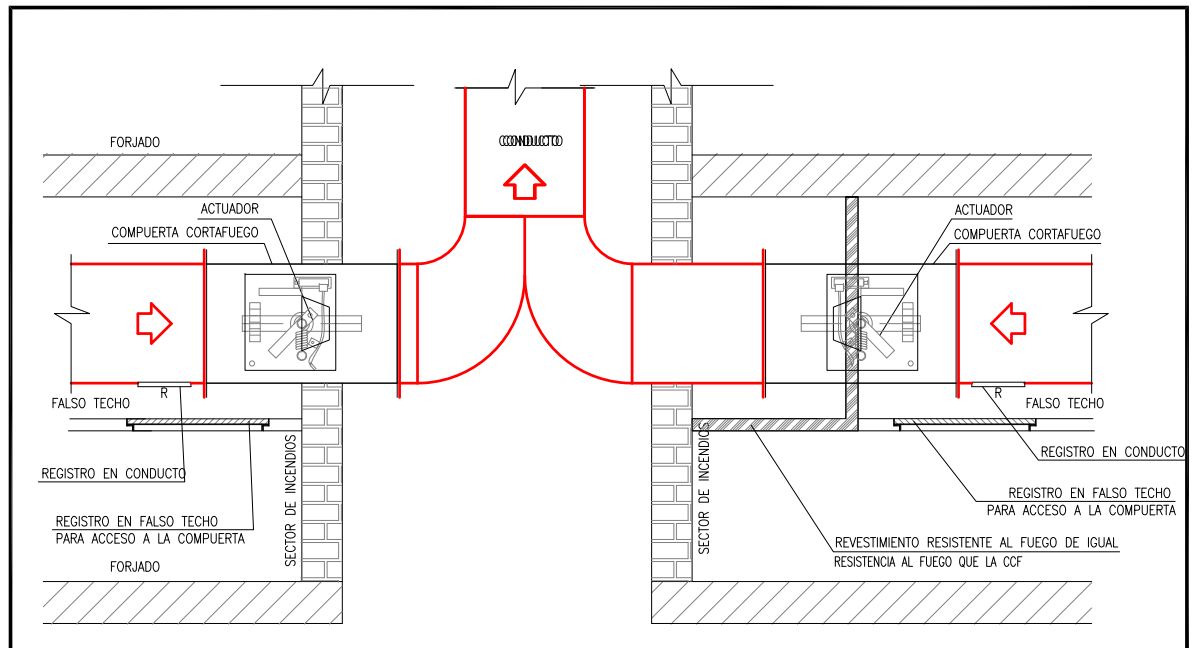 FORJADO
CONDUCTO
ACTUADOR
COMPUERTA CORTAFUEGO
ACTUADOR
COMPUERTA CORTAFUEGO
R
FALSO TECHO
R
FALSO TECHO
SECTOR DE INCENDIOS
SECTOR DE INCENDIOS
REGISTRO EN CONDUCTO
REGISTRO EN CONDUCTO
REGISTRO EN FALSO TECHO
PARA ACCESO A LA COMPUERTA
REGISTRO EN FALSO TECHO
PARA ACCESO A LA COMPUERTA
REVESTIMIENTO RESISTENTE AL FUEGO DE IGUAL
RESISTENCIA AL FUEGO QUE LA CCF
FORJADO